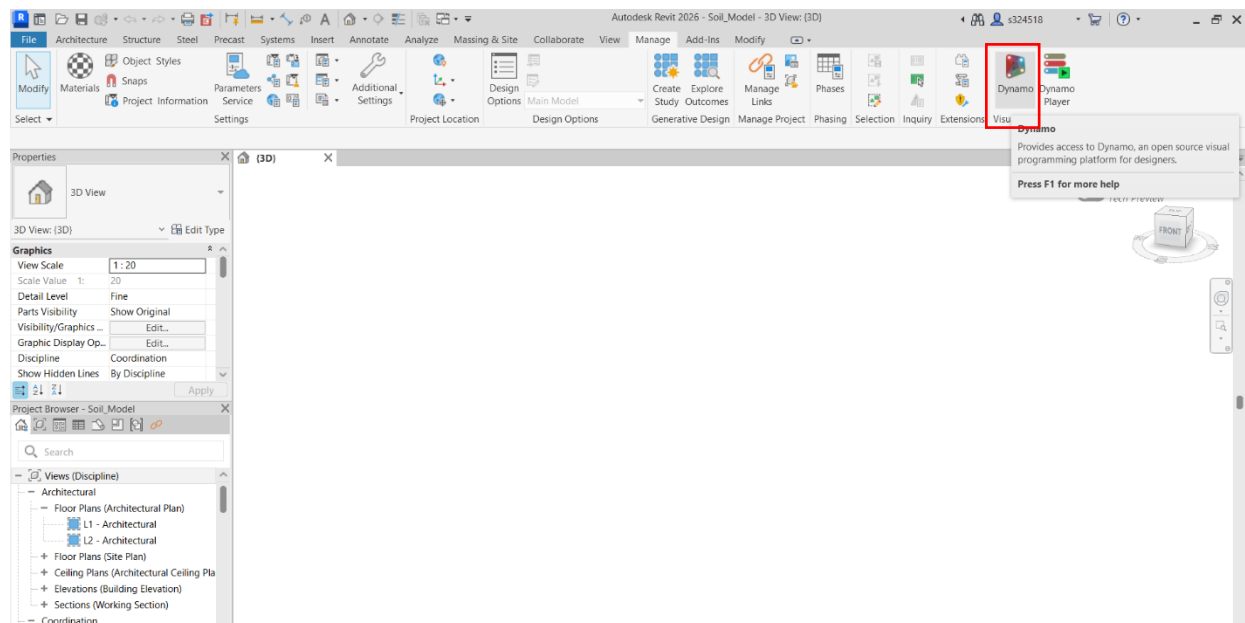 Autodesk Revit 2026 - Soil_Model - 3D View: {3D}
s324518
File Architecture Structure Steel Precast Systems Insert Annotate Analyze Massing & Site Collaborate View Manage Add-Ins Modify
Modify
Materials
Object Styles
Snaps
Project Information
Parameters
Service
Additional
Settings
Design
Options
Main Model
Create
Study
Explore
Outcomes
Manage
Links
Phases
Dynamo
Dynamo
Player
Select
Settings
Project Location
Design Options
Generative Design
Manage Project
Phasing
Selection
Inquiry
Extensions
Visu
Dynamo
Provides access to Dynamo, an open source visual
programming platform for designers.
Press F1 for more help
Tech Preview
FRONT
Properties
{3D}
3D View
3D View: {3D}
Edit Type
Graphics
View Scale 1 : 20
Scale Value 1: 20
Detail Level Fine
Parts Visibility Show Original
Visibility/Graphics ... Edit...
Graphic Display Op... Edit...
Discipline Coordination
Show Hidden Lines By Discipline
Apply
Project Browser - Soil_Model
Search
Views (Discipline)
Architectural
Floor Plans (Architectural Plan)
L1 - Architectural
L2 - Architectural
Floor Plans (Site Plan)
Ceiling Plans (Architectural Ceiling Pla
Elevations (Building Elevation)
Sections (Working Section)
Coordination